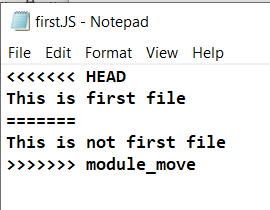 first.JS - Notepad
File Edit Format View Help
<<<<<<< HEAD
This is first file
=======
This is not first file
>>>>>>> module_move